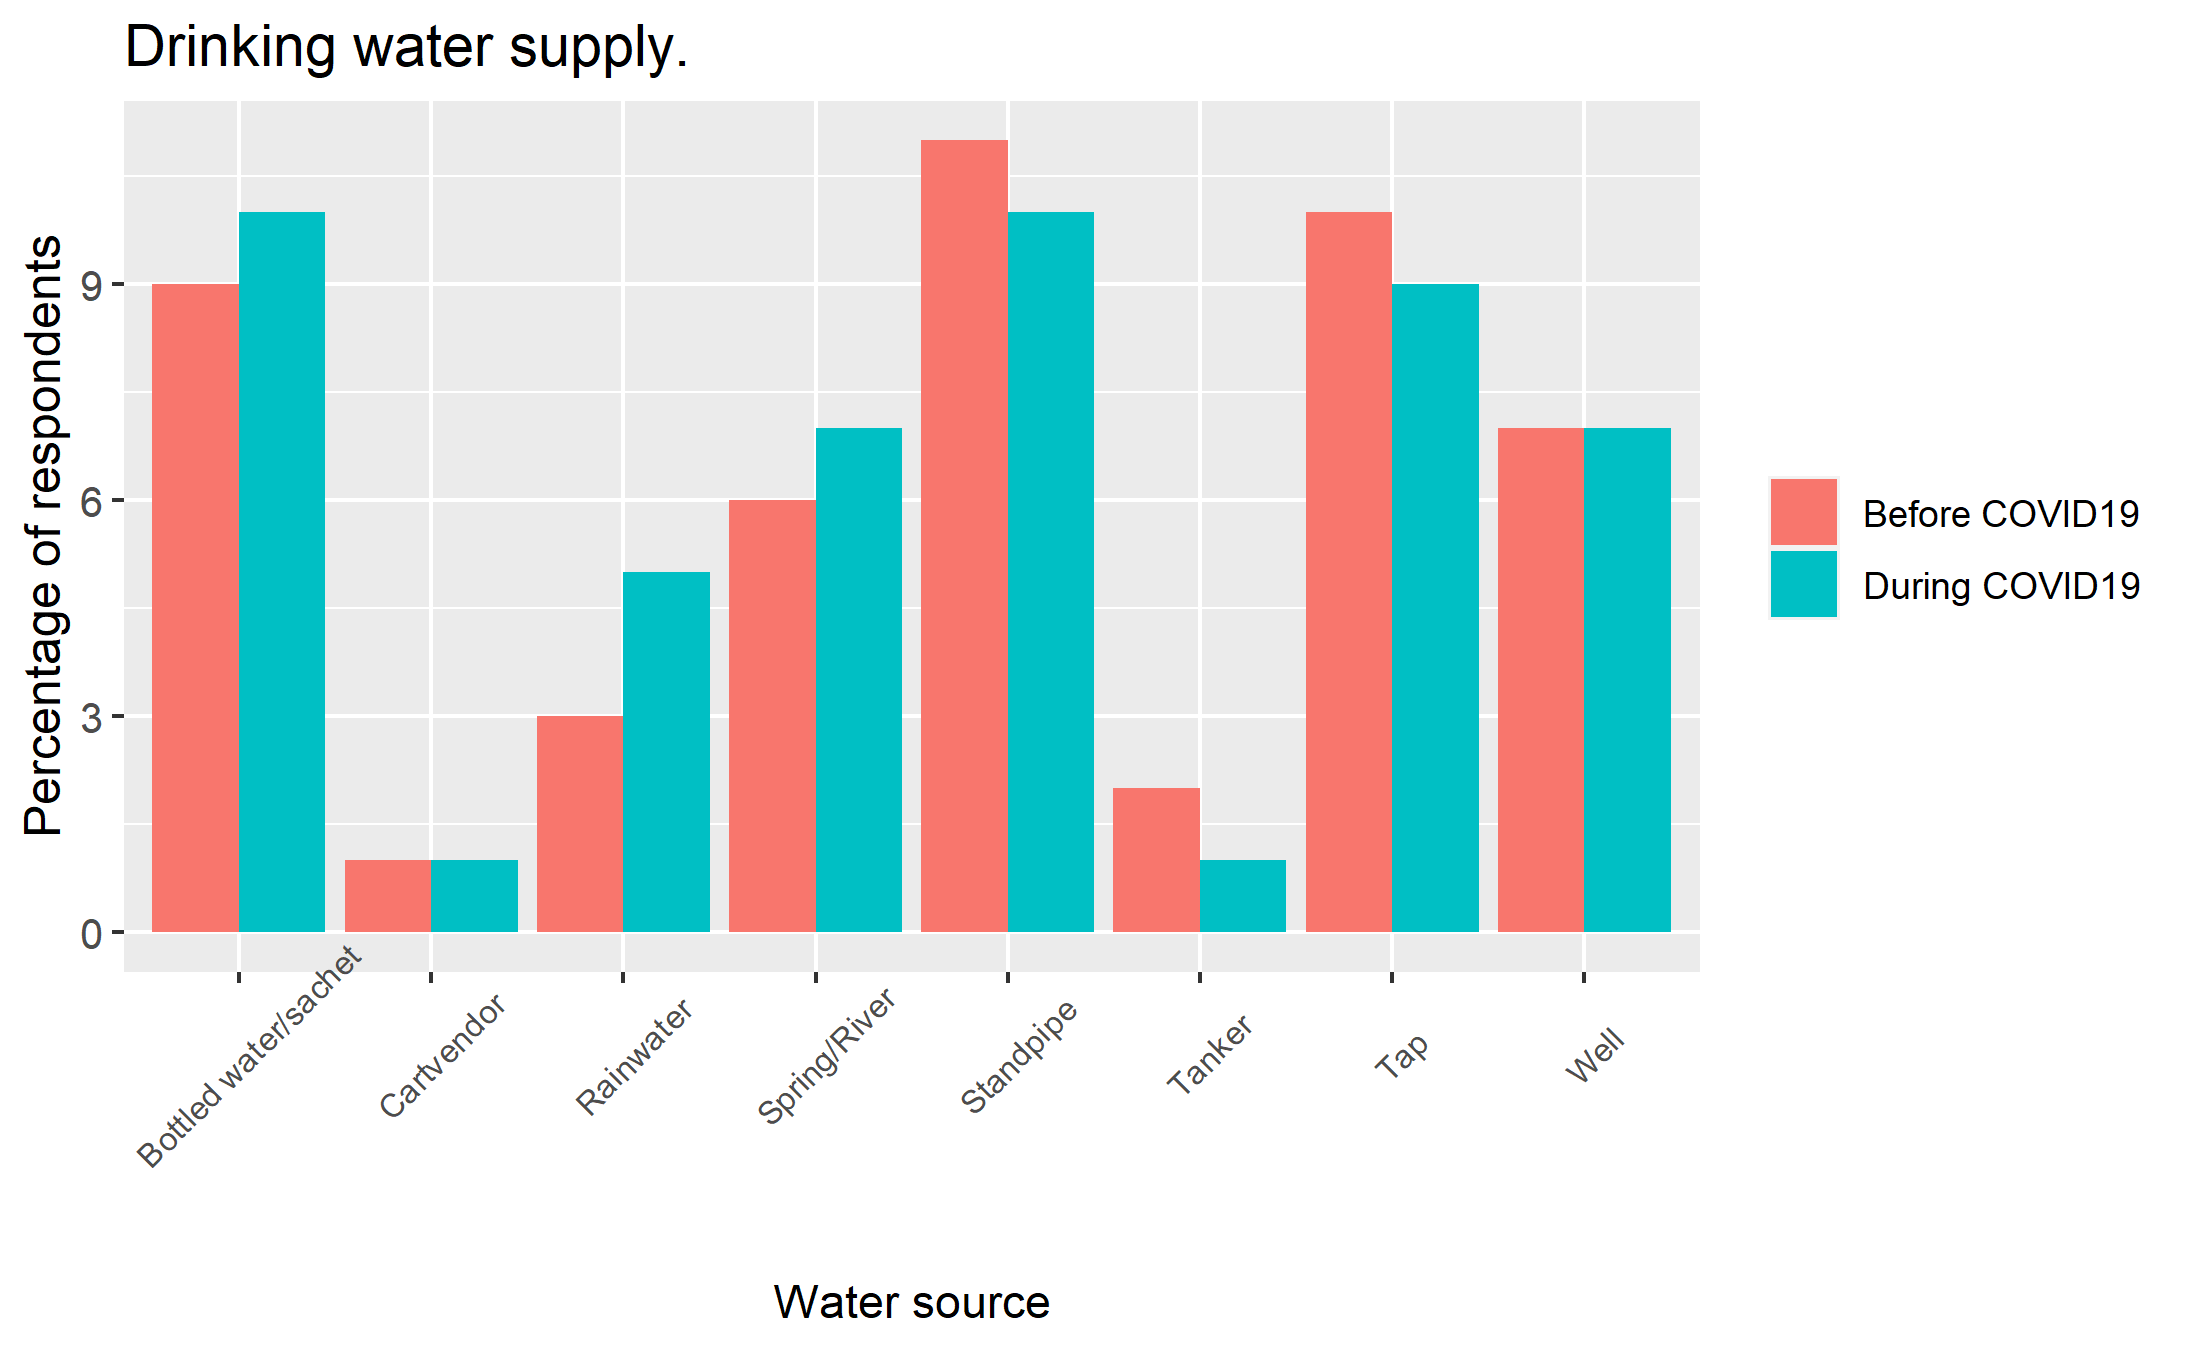 Drinking water supply.
Percentage of respondents
9
6
3
0
Bottled water/sachet
Cartvendor
Rainwater
Spring/River
Standpipe
Tanker
Tap
Well
Water source
Before COVID19
During COVID19